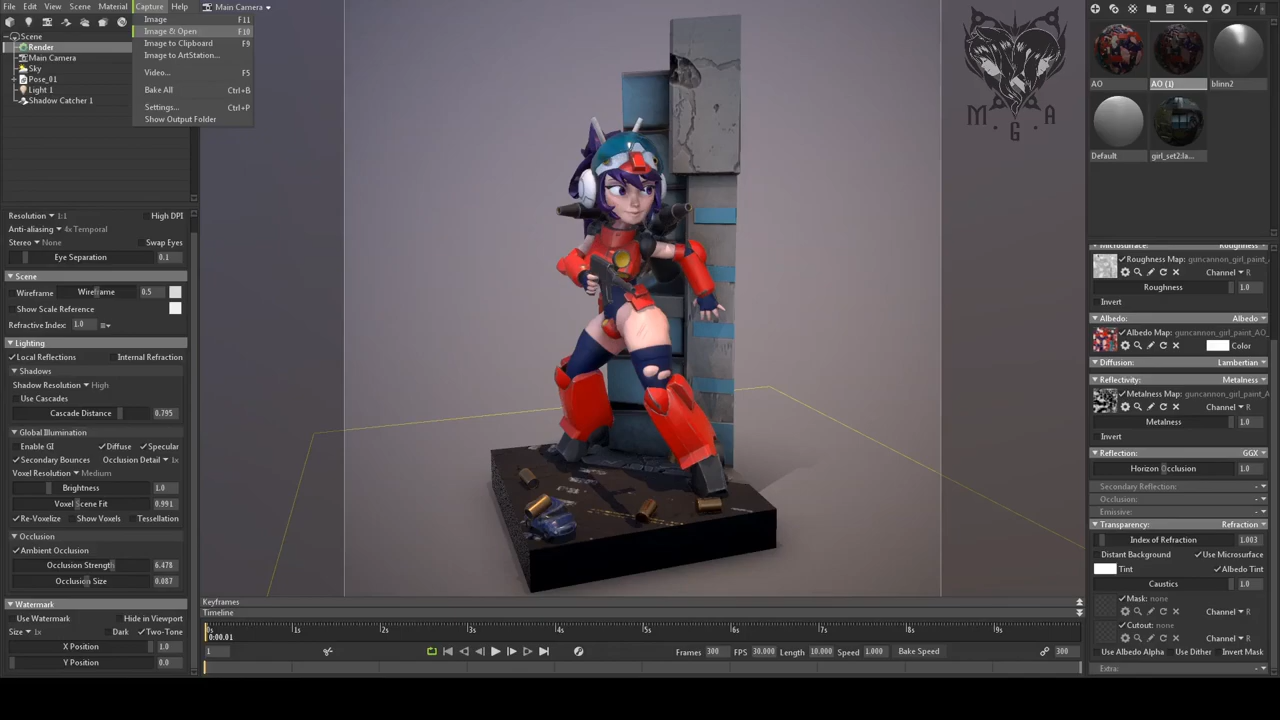 File Edit View Scene Material Capture Help Main Camera
Image F11
Image & Open F10
Image to Clipboard F9
Image to ArtStation...
Video... F5
Bake All Ctrl+B
Settings... Ctrl+P
Show Output Folder
Scene
Render
Main Camera
Sky
Pose_01
Light 1
Shadow Catcher 1
Resolution 1:1 High DPI
Anti-aliasing 4x Temporal
Stereo None Swap Eyes
Eye Separation 0.1
Scene
Wireframe Wireframe 0.5
Show Scale Reference
Refractive Index: 1.0
Lighting
Local Reflections Internal Refraction
Shadows
Shadow Resolution High
Use Cascades
Cascade Distance 0.795
Global Illumination
Enable GI Diffuse Specular
Secondary Bounces Occlusion Detail 1x
Voxel Resolution Medium
Brightness 1.0
Voxel Scene Fit 0.991
Re-Voxelize Show Voxels Tessellation
Occlusion
Ambient Occlusion
Occlusion Strength 6.478
Occlusion Size 0.087
Watermark
Use Watermark Hide in Viewport
Size 1x Dark Two-Tone
X Position 1.0
Y Position 0.0
M·G·A
Keyframes
Timeline
0s 1s 2s 3s 4s 5s 6s 7s 8s 9s
0:00.01
1 Frames 300 FPS 30.000 Length 10.000 Speed 1.000 Bake Speed 300
AO AO (1) blinn2
Default girl_set2:la...
Microsurface: Roughness
Roughness Map: guncannon_girl_paint_A
Channel R
Roughness 1.0
Invert
Albedo: Albedo
Albedo Map: guncannon_girl_paint_AO_
Color
Diffusion: Lambertian
Reflectivity: Metalness
Metalness Map: guncannon_girl_paint_A
Channel R
Metalness 1.0
Invert
Reflection: GGX
Horizon Occlusion 1.0
Secondary Reflection:
Occlusion:
Emissive:
Transparency: Refraction
Index of Refraction 1.003
Distant Background Use Microsurface
Tint Albedo Tint
Caustics 1.0
Mask: none
Channel R
Cutout: none
Channel R
Use Albedo Alpha Use Dither Invert Mask
Extra: